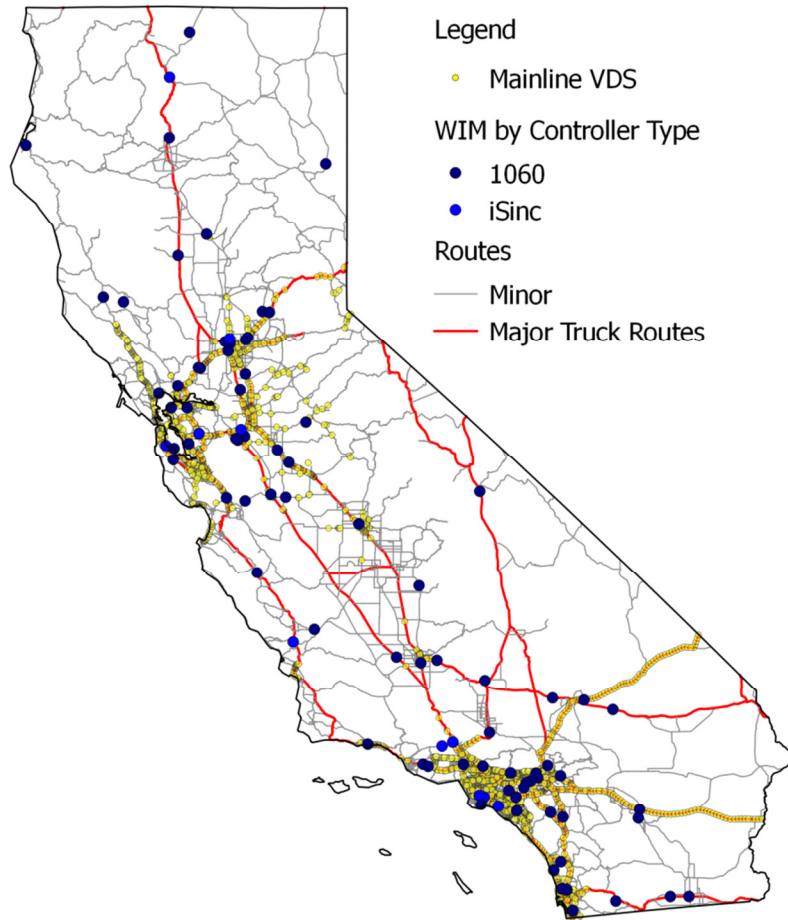 Legend
Mainline VDS
WIM by Controller Type
1060
iSinc
Routes
Minor
Major Truck Routes